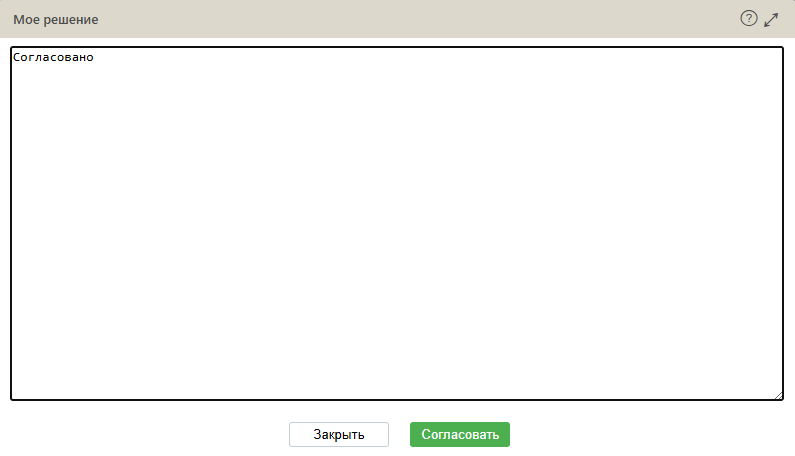 Мое решение
?
Согласовано
Закрыть
Согласовать